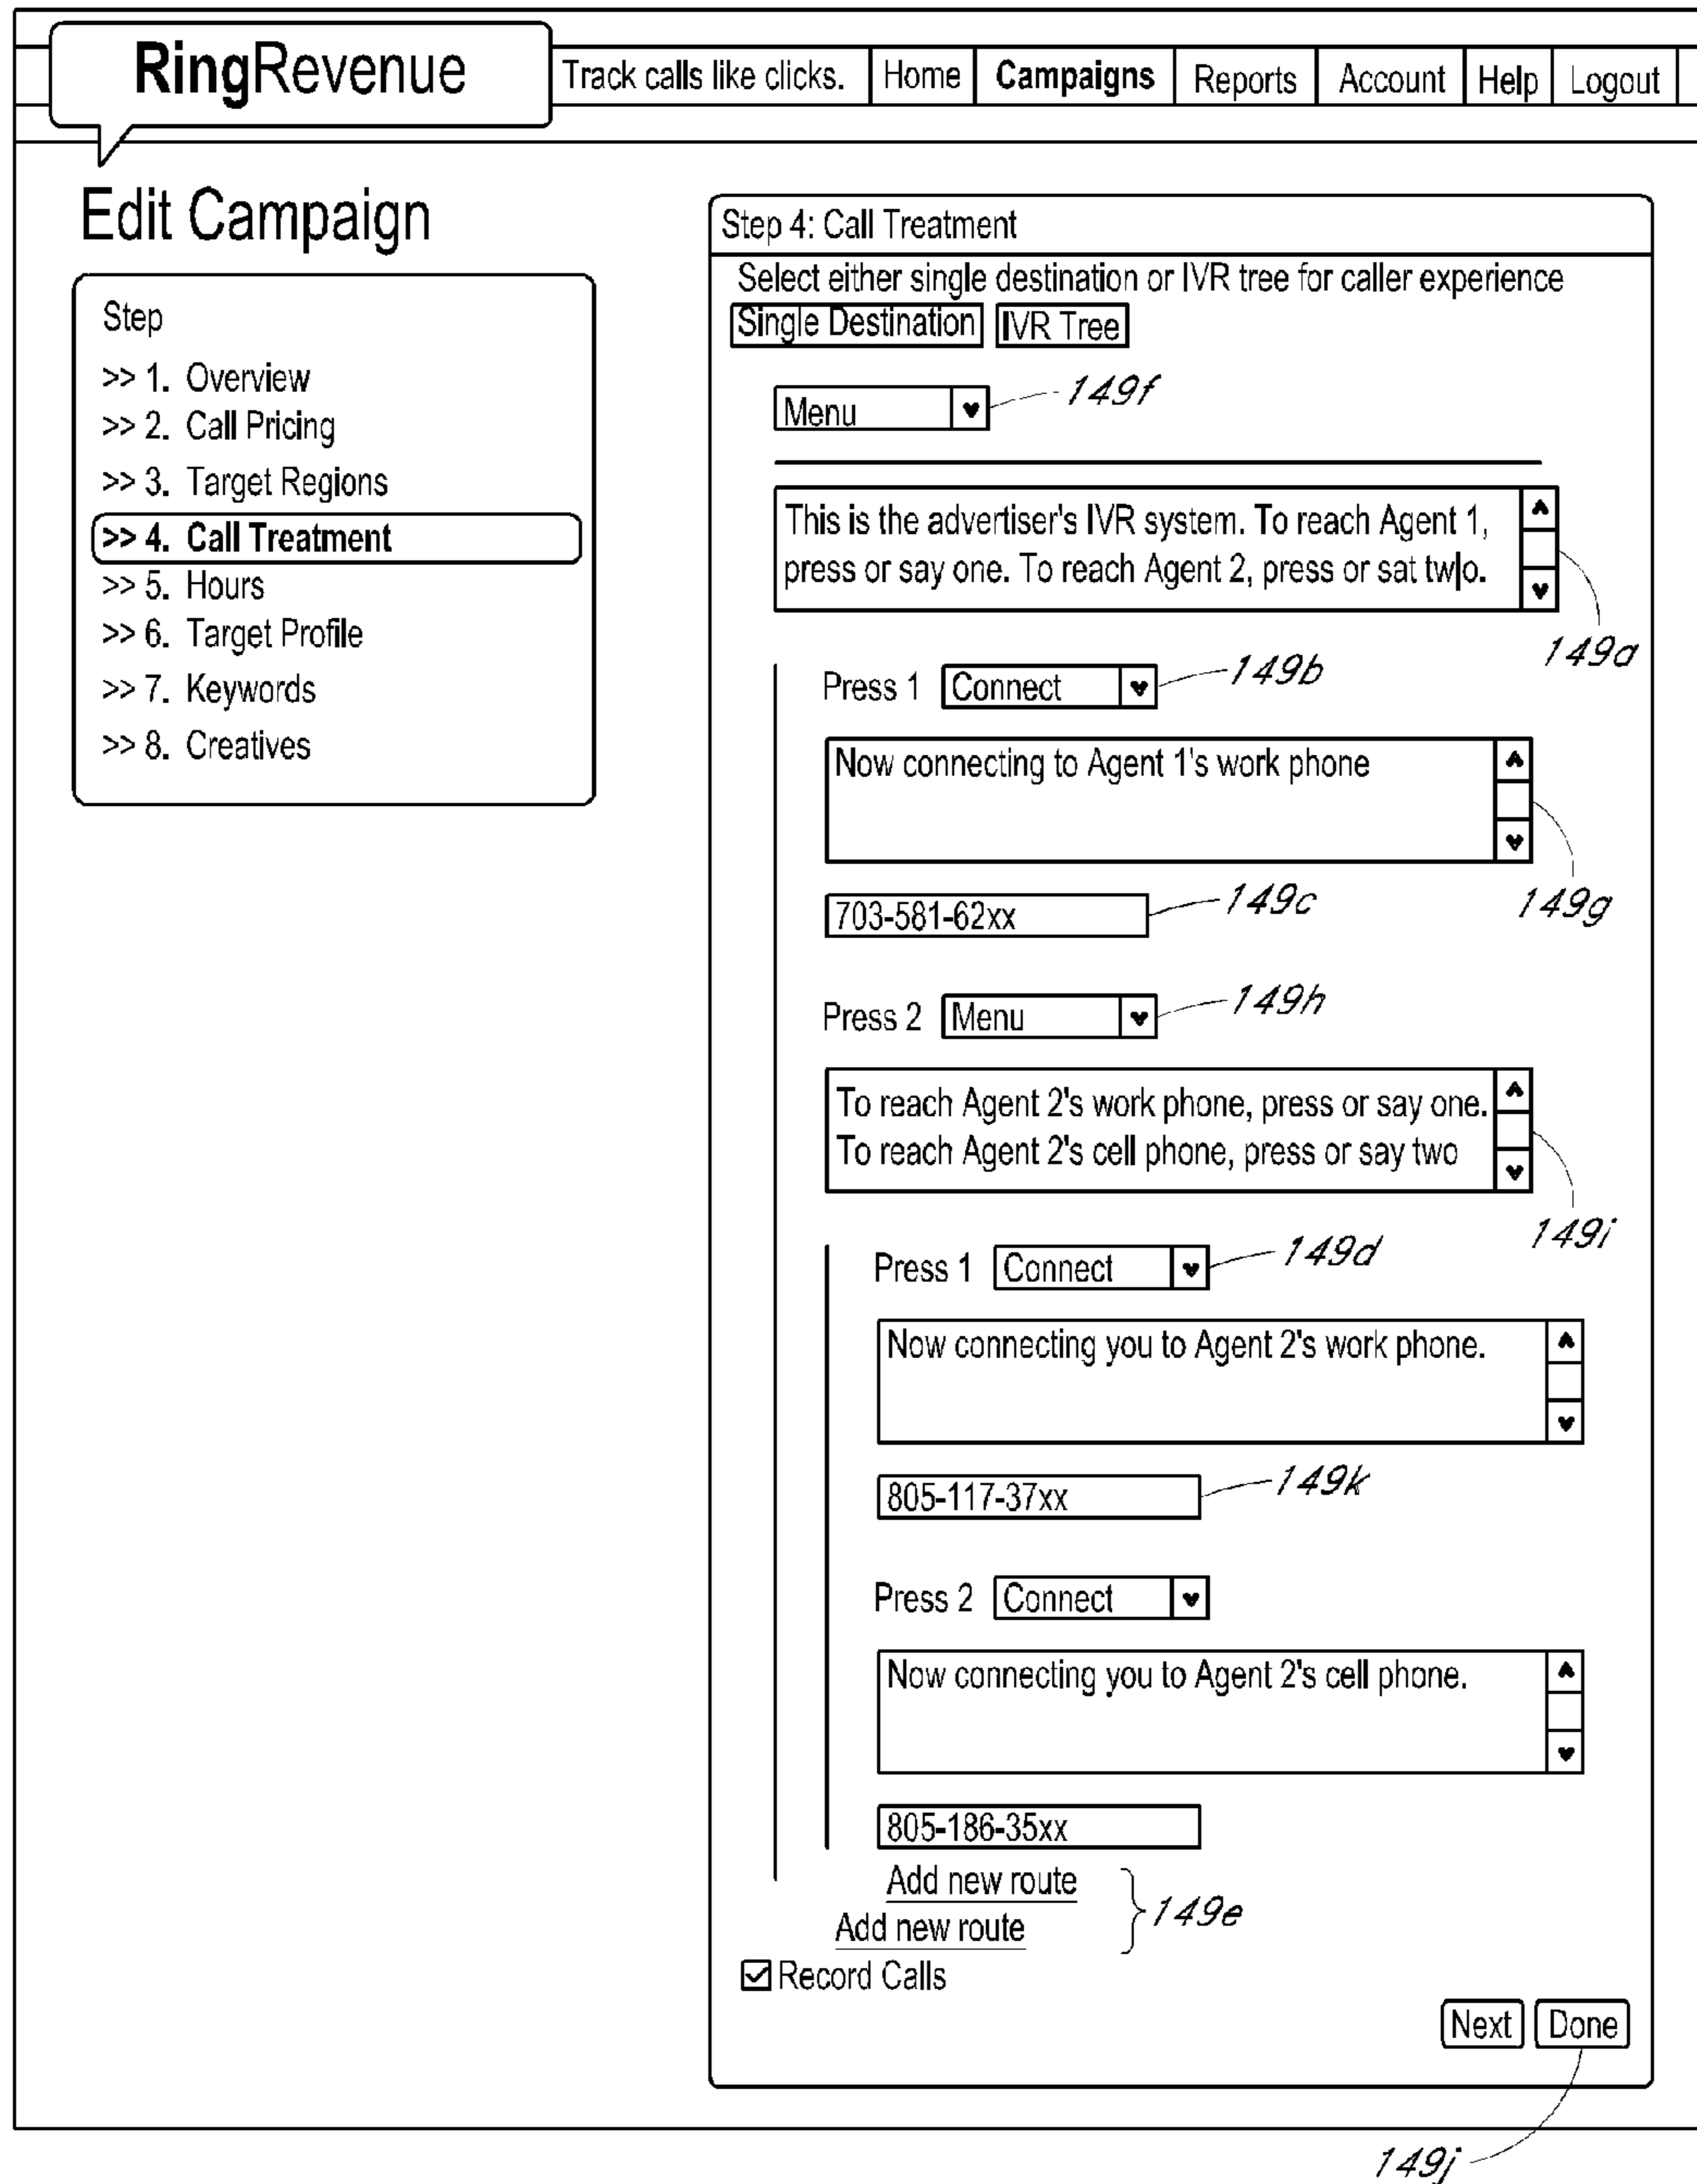 RingRevenue
Track calls like clicks. Home Campaigns Reports Account Help Logout
Edit Campaign
Step
>> 1. Overview
>> 2. Call Pricing
>> 3. Target Regions
>> 4. Call Treatment
>> 5. Hours
>> 6. Target Profile
>> 7. Keywords
>> 8. Creatives
Step 4: Call Treatment
Select either single destination or IVR tree for caller experience
Single Destination IVR Tree
Menu 149f
This is the advertiser's IVR system. To reach Agent 1,
press or say one. To reach Agent 2, press or sat two.
149a
Press 1 Connect 149b
Now connecting to Agent 1's work phone
149g
703-581-62xx 149c
Press 2 Menu 149h
To reach Agent 2's work phone, press or say one.
To reach Agent 2's cell phone, press or say two
149i
Press 1 Connect 149d
Now connecting you to Agent 2's work phone.
805-117-37xx 149k
Press 2 Connect
Now connecting you to Agent 2's cell phone.
805-186-35xx
Add new route
Add new route
149e
Record Calls
Next Done
149j